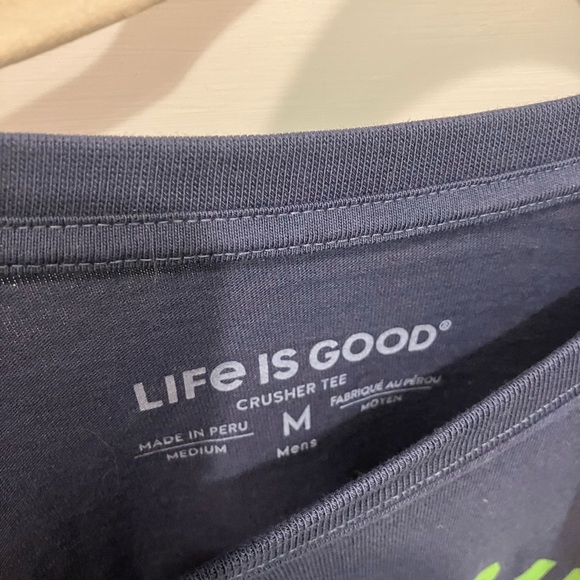 LIFe IS GOOD®
CRUSHER TEE
MADE IN PERU
MEDIUM
M
Mens
FABRIQUÉ AU PÉROU
MOYEN